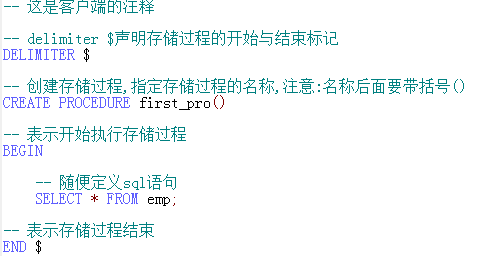 -- 这是客户端的汪释
-- delimiter $声明存储过程的开始与结束标记
DELIMITER $
-- 创建存储过程,指定存储过程的名称,注意:名称后面要带括号()
CREATE PROCEDURE first_pro()
-- 表示开始执行存储过程
BEGIN
-- 随便定义sql语句
SELECT * FROM emp;
-- 表示存储过程结束
END $